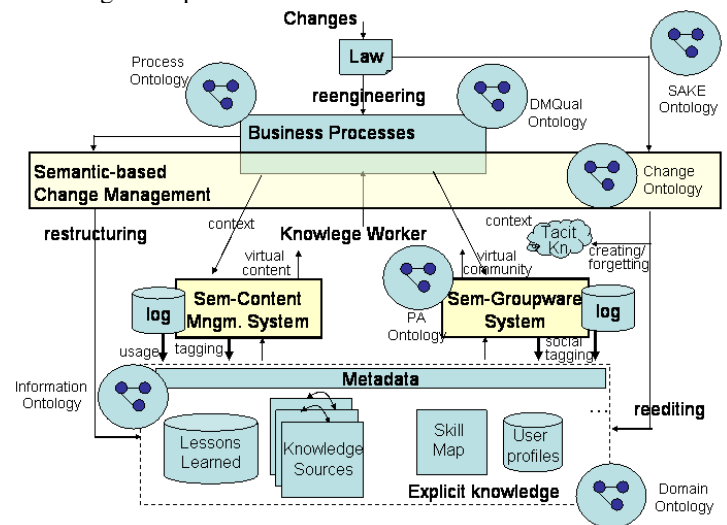 Changes
Law
Process
Ontology
reengineering
DMQual
Ontology
SAKE
Ontology
Business Processes
Semantic-based
Change Management
Change
Ontology
restructuring
context
Knowlege Worker
context
Tacit
Kn.
creating/
forgetting
virtual
content
virtual
community
log
Sem-Content
Mngm. System
PA
Ontology
Sem-Groupware
System
log
usage
tagging
social
tagging
Information
Ontology
Metadata
...
reediting
Lessons
Learned
Knowledge
Sources
Skill
Map
User
profiles
Explicit knowledge
Domain
Ontology